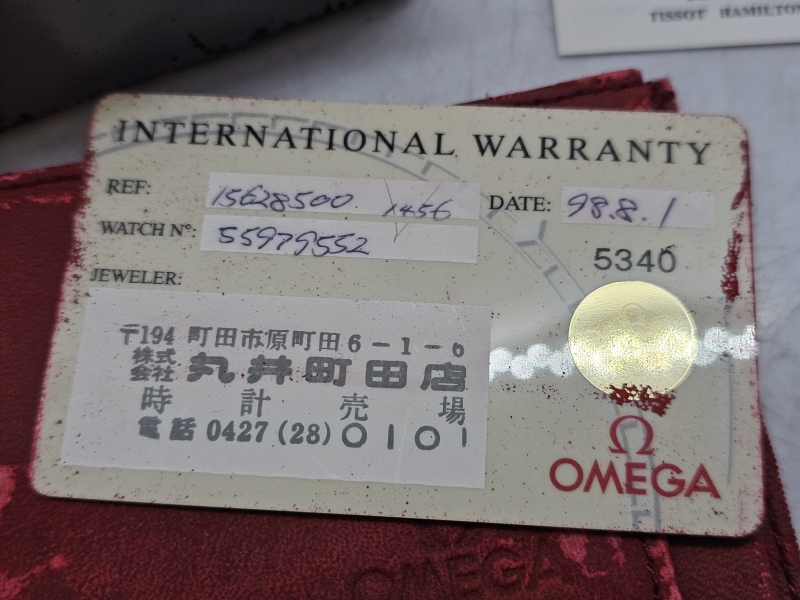 TISSOT HAMILTON
INTERNATIONAL WARRANTY
REF: 15628500. 1456 DATE: 98.8.1
WATCH Nº: 55979552
5340
JEWELER:
〒194 町田市原町田6-1-6
株式会社 丸井町田店
時計売場
電話 0427(28)0101
Ω
OMEGA
OMEGA